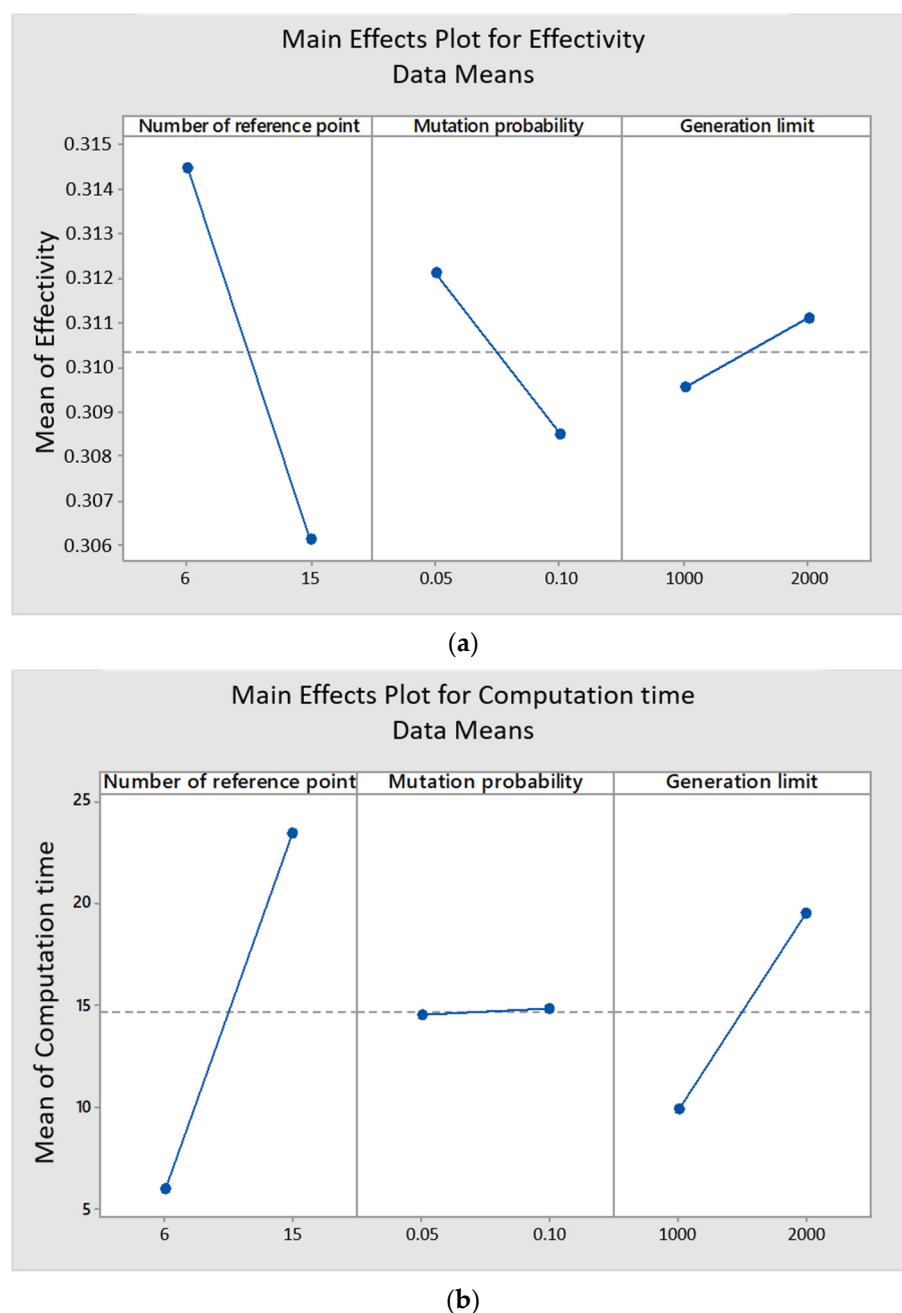 Main Effects Plot for Effectivity
Data Means
Number of reference point Mutation probability Generation limit
Mean of Effectivity
0.315
0.314
0.313
0.312
0.311
0.310
0.309
0.308
0.307
0.306
6 15 0.05 0.10 1000 2000
(a)
Main Effects Plot for Computation time
Data Means
Number of reference point Mutation probability Generation limit
Mean of Computation time
25
20
15
10
5
6 15 0.05 0.10 1000 2000
(b)